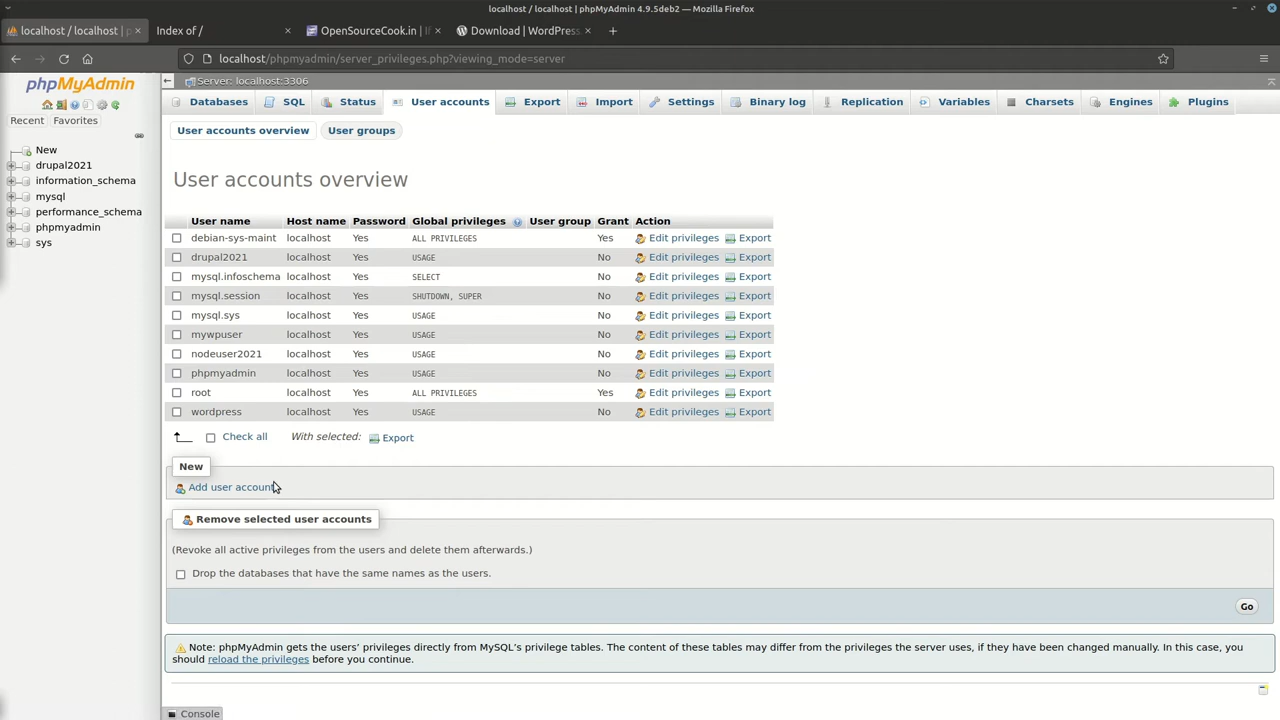 localhost / localhost | phpMyAdmin 4.9.5deb2 — Mozilla Firefox
localhost / localhost | p
Index of /
OpenSourceCook.in | I
Download | WordPress.
localhost/phpmyadmin/server_privileges.php?viewing_mode=server
phpMyAdmin
Recent Favorites
New
drupal2021
information_schema
mysql
performance_schema
phpmyadmin
sys
Server: localhost:3306
Databases SQL Status User accounts Export Import Settings Binary log Replication Variables Charsets Engines Plugins
User accounts overview User groups
User accounts overview
User name Host name Password Global privileges User group Grant Action
debian-sys-maint localhost Yes ALL PRIVILEGES Yes Edit privileges Export
drupal2021 localhost Yes USAGE No Edit privileges Export
mysql.infoschema localhost Yes SELECT No Edit privileges Export
mysql.session localhost Yes SHUTDOWN, SUPER No Edit privileges Export
mysql.sys localhost Yes USAGE No Edit privileges Export
mywpuser localhost Yes USAGE No Edit privileges Export
nodeuser2021 localhost Yes USAGE No Edit privileges Export
phpmyadmin localhost Yes USAGE No Edit privileges Export
root localhost Yes ALL PRIVILEGES Yes Edit privileges Export
wordpress localhost Yes USAGE No Edit privileges Export
Check all With selected: Export
New
Add user account
Remove selected user accounts
(Revoke all active privileges from the users and delete them afterwards.)
Drop the databases that have the same names as the users.
Go
Note: phpMyAdmin gets the users’ privileges directly from MySQL’s privilege tables. The content of these tables may differ from the privileges the server uses, if they have been changed manually. In this case, you
should reload the privileges before you continue.
Console